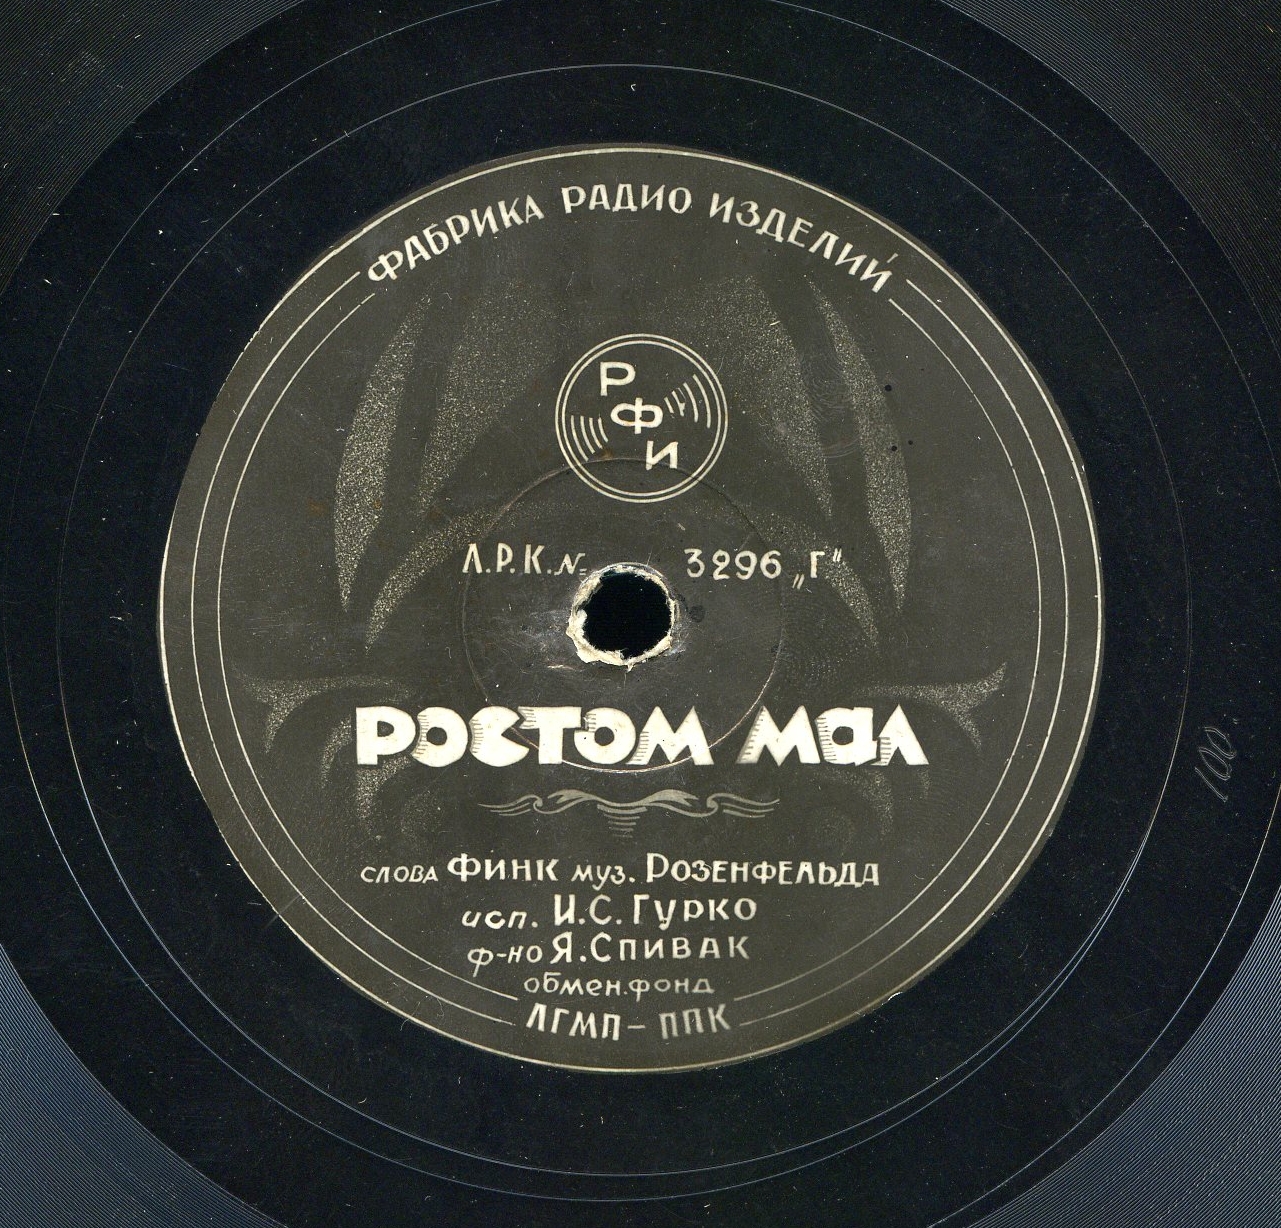 ФАБРИКА РАДИО ИЗДЕЛИЙ
Р
Ф
И
Л.Р.К. № 3296 „Г“
РОСТОМ МАЛ
слова ФИНК муз. РОЗЕНФЕЛЬДА
исп. И.С. ГУРКО
ф-но Я. СПИВАК
обмен. фонд
ЛГМП – ППК
100